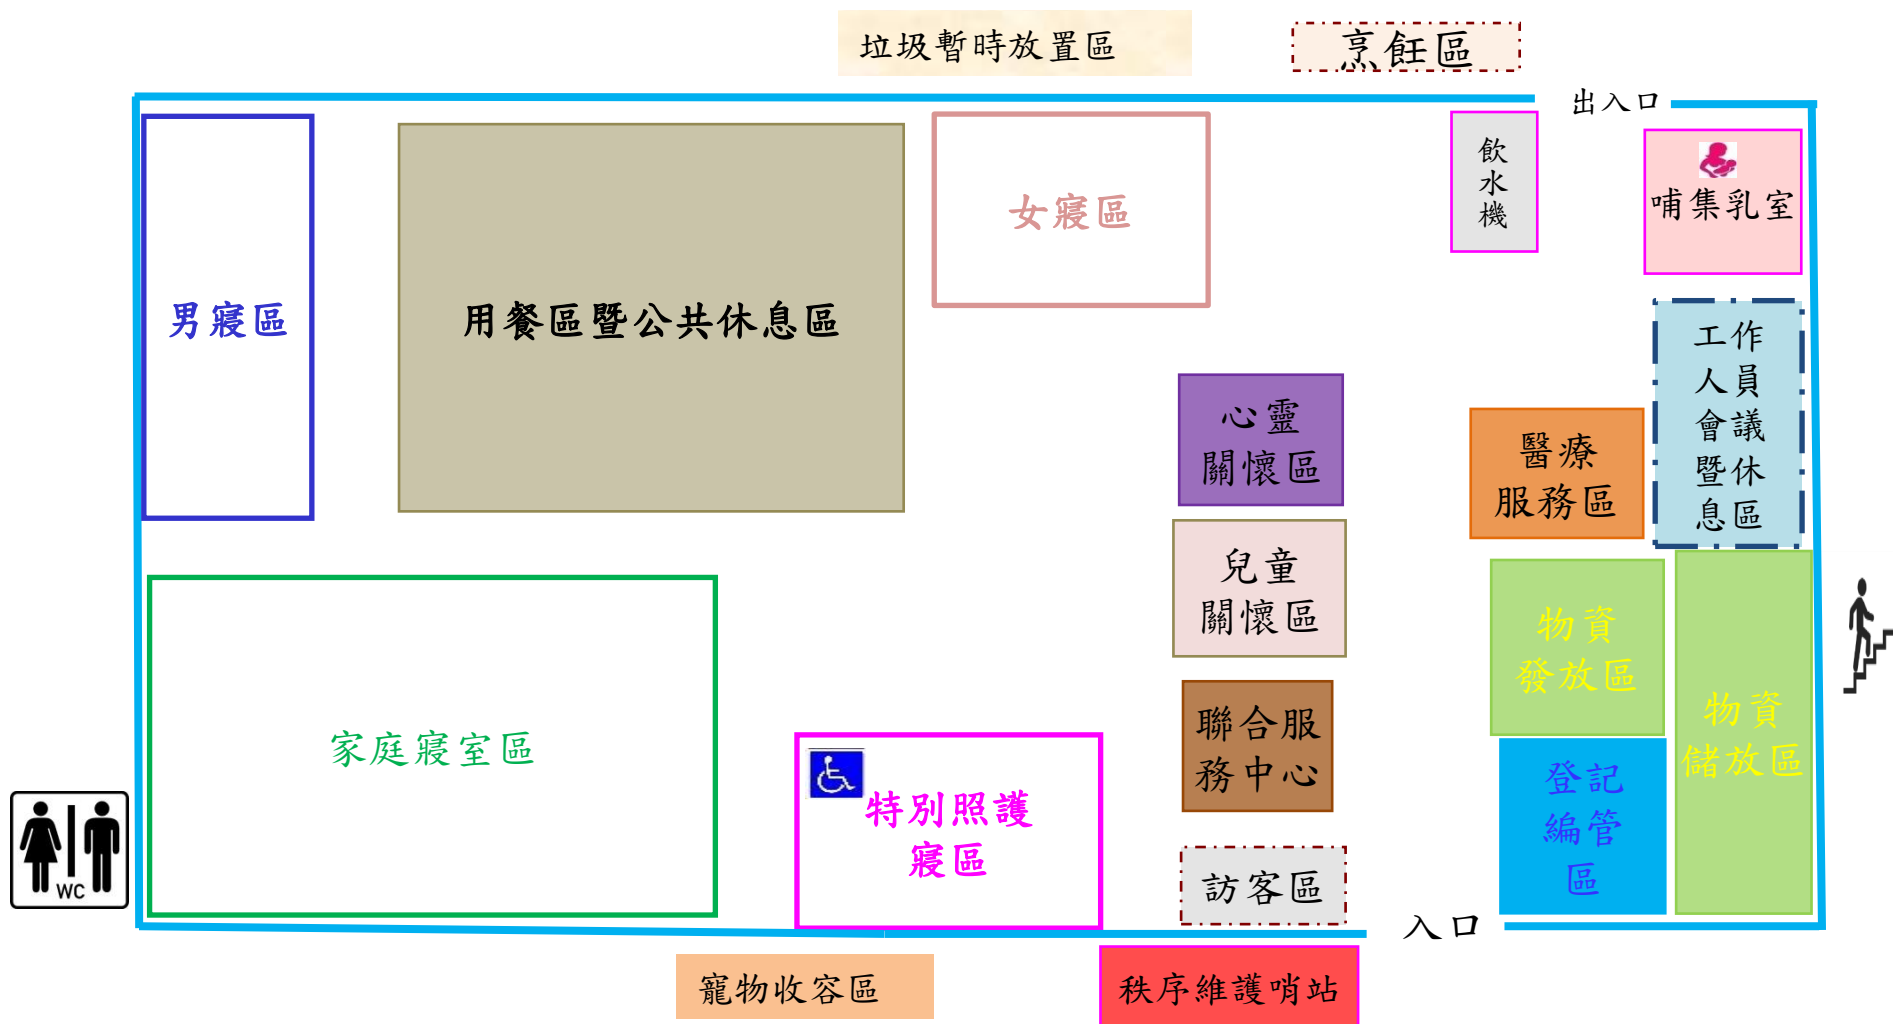 垃圾暫時放置區
烹飪區
出入口
飲
水
機
哺集乳室
女寢區
男寢區
用餐區暨公共休息區
工作
人員
會議
暨休
息區
心靈
關懷區
醫療
服務區
兒童
關懷區
物資
發放區
物資
儲放區
家庭寢室區
聯合服
務中心
登記
編管
區
特別照護
寢區
WC
訪客區
入口
寵物收容區
秩序維護哨站